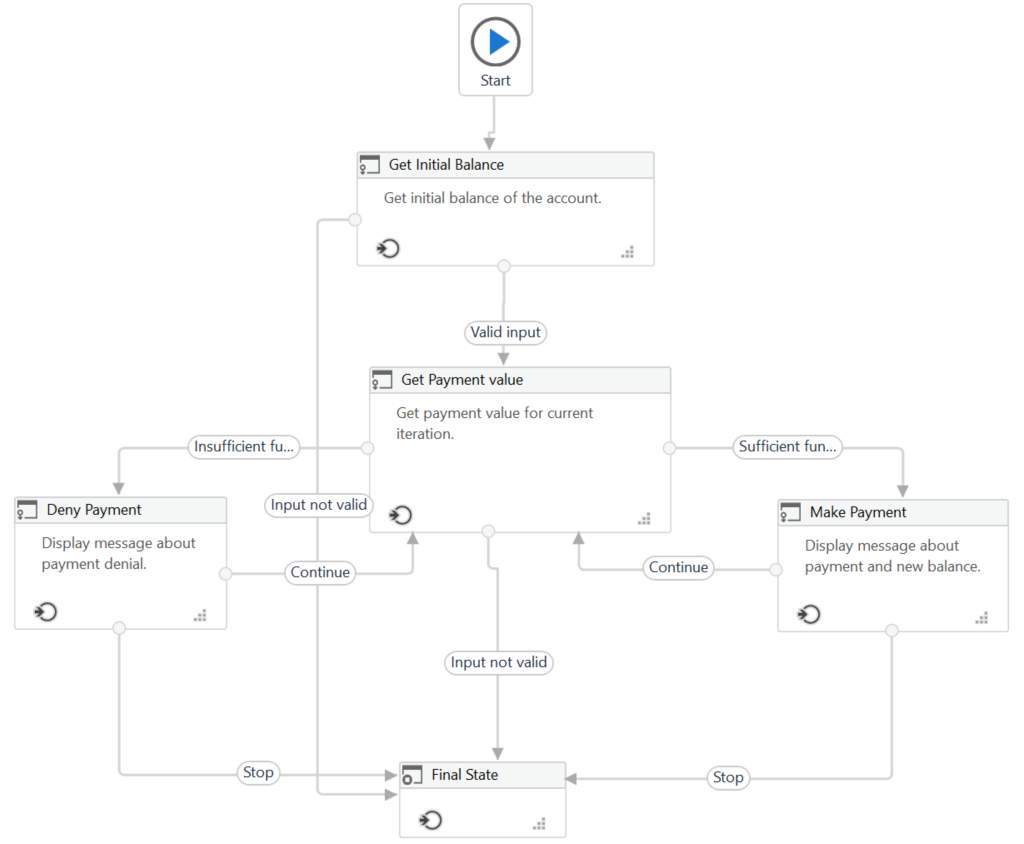 Start
Get Initial Balance
Get initial balance of the account.
Valid input
Get Payment value
Get payment value for current
iteration.
Insufficient fu...
Sufficient fun...
Input not valid
Deny Payment
Display message about
payment denial.
Make Payment
Display message about
payment and new balance.
Continue
Continue
Input not valid
Stop
Final State
Stop